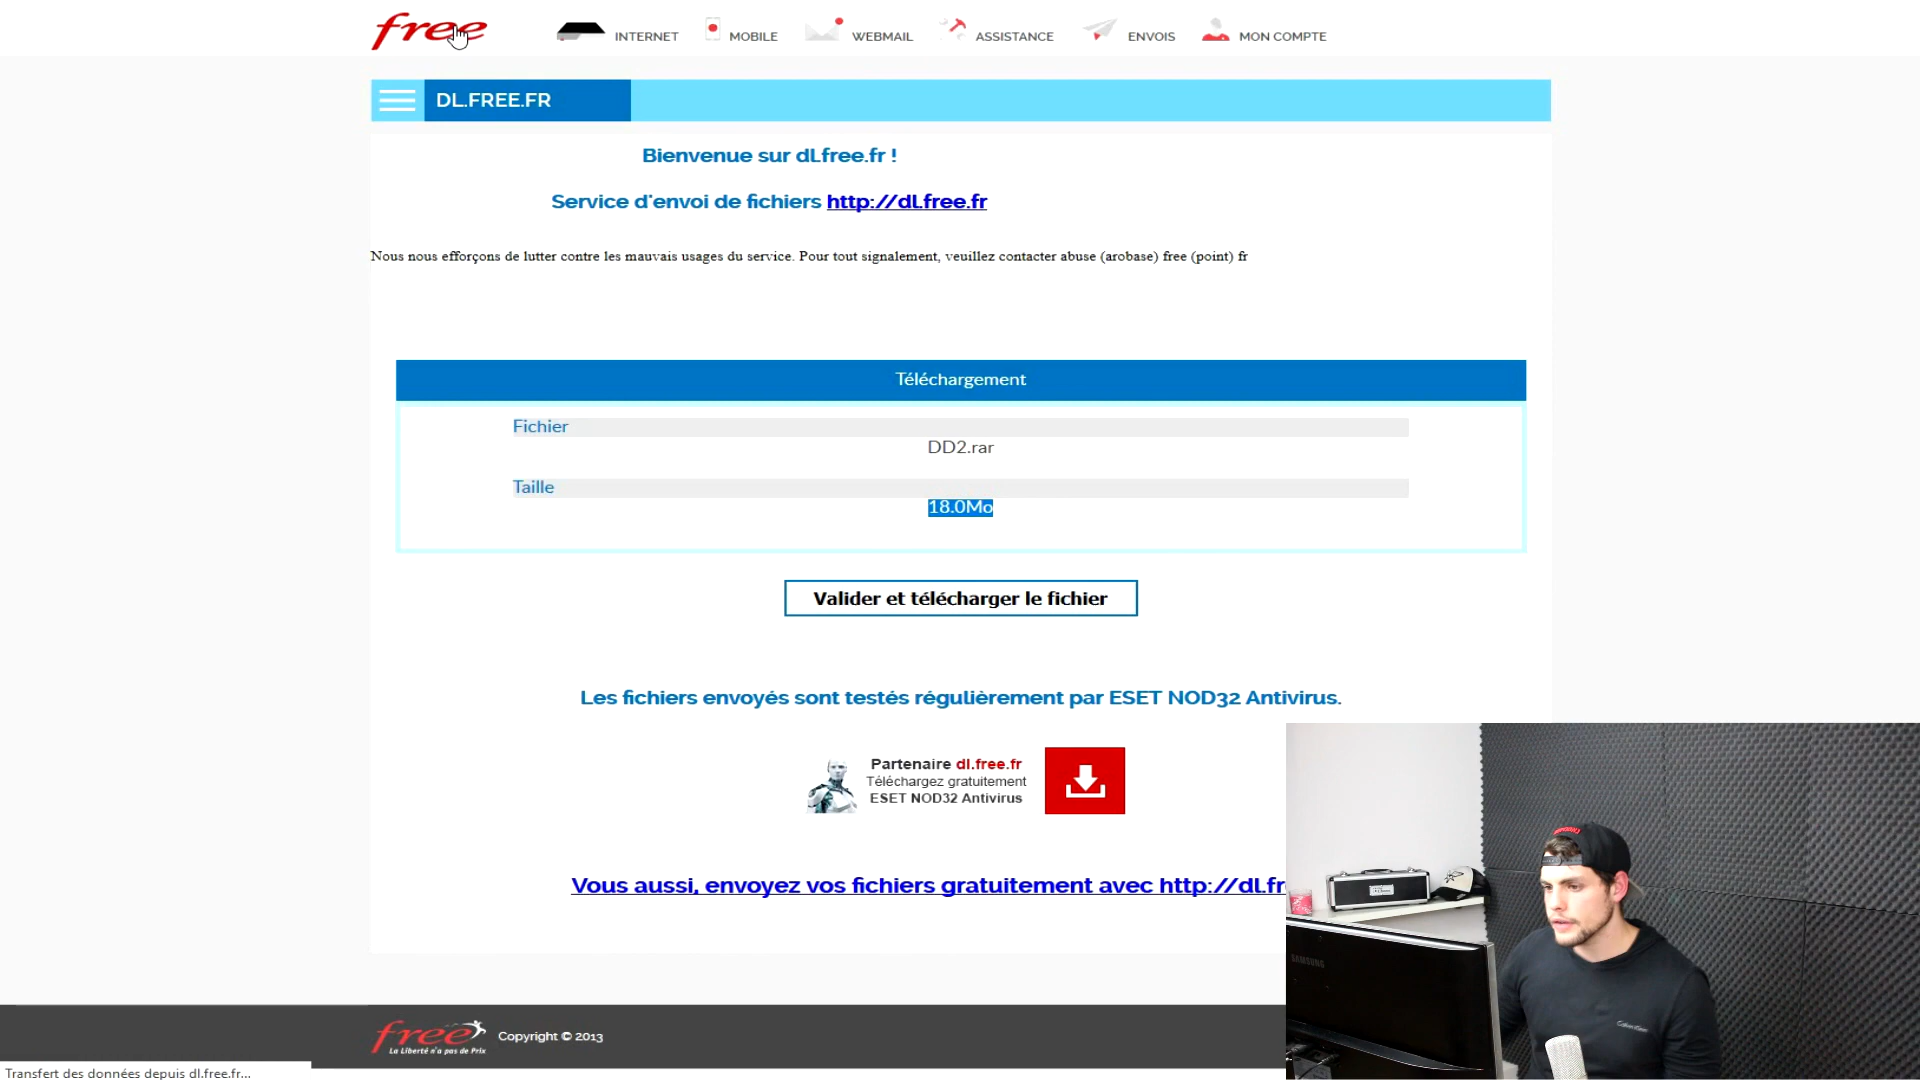 free INTERNET MOBILE WEBMAIL ASSISTANCE ENVOIS MON COMPTE
DL.FREE.FR
Bienvenue sur dl.free.fr !
Service d'envoi de fichiers http://dl.free.fr
Nous nous efforçons de lutter contre les mauvais usages du service. Pour tout signalement, veuillez contacter abuse (arobase) free (point) fr
Téléchargement
Fichier
DD2.rar
Taille
18.0Mo
Valider et télécharger le fichier
Les fichiers envoyés sont testés régulièrement par ESET NOD32 Antivirus.
Partenaire dl.free.fr
Téléchargez gratuitement
ESET NOD32 Antivirus
Vous aussi, envoyez vos fichiers gratuitement avec http://dl.fr
SAMSUNG
free
La Liberté n'a pas de Prix
Copyright © 2013
Transfert des données depuis dl.free.fr...